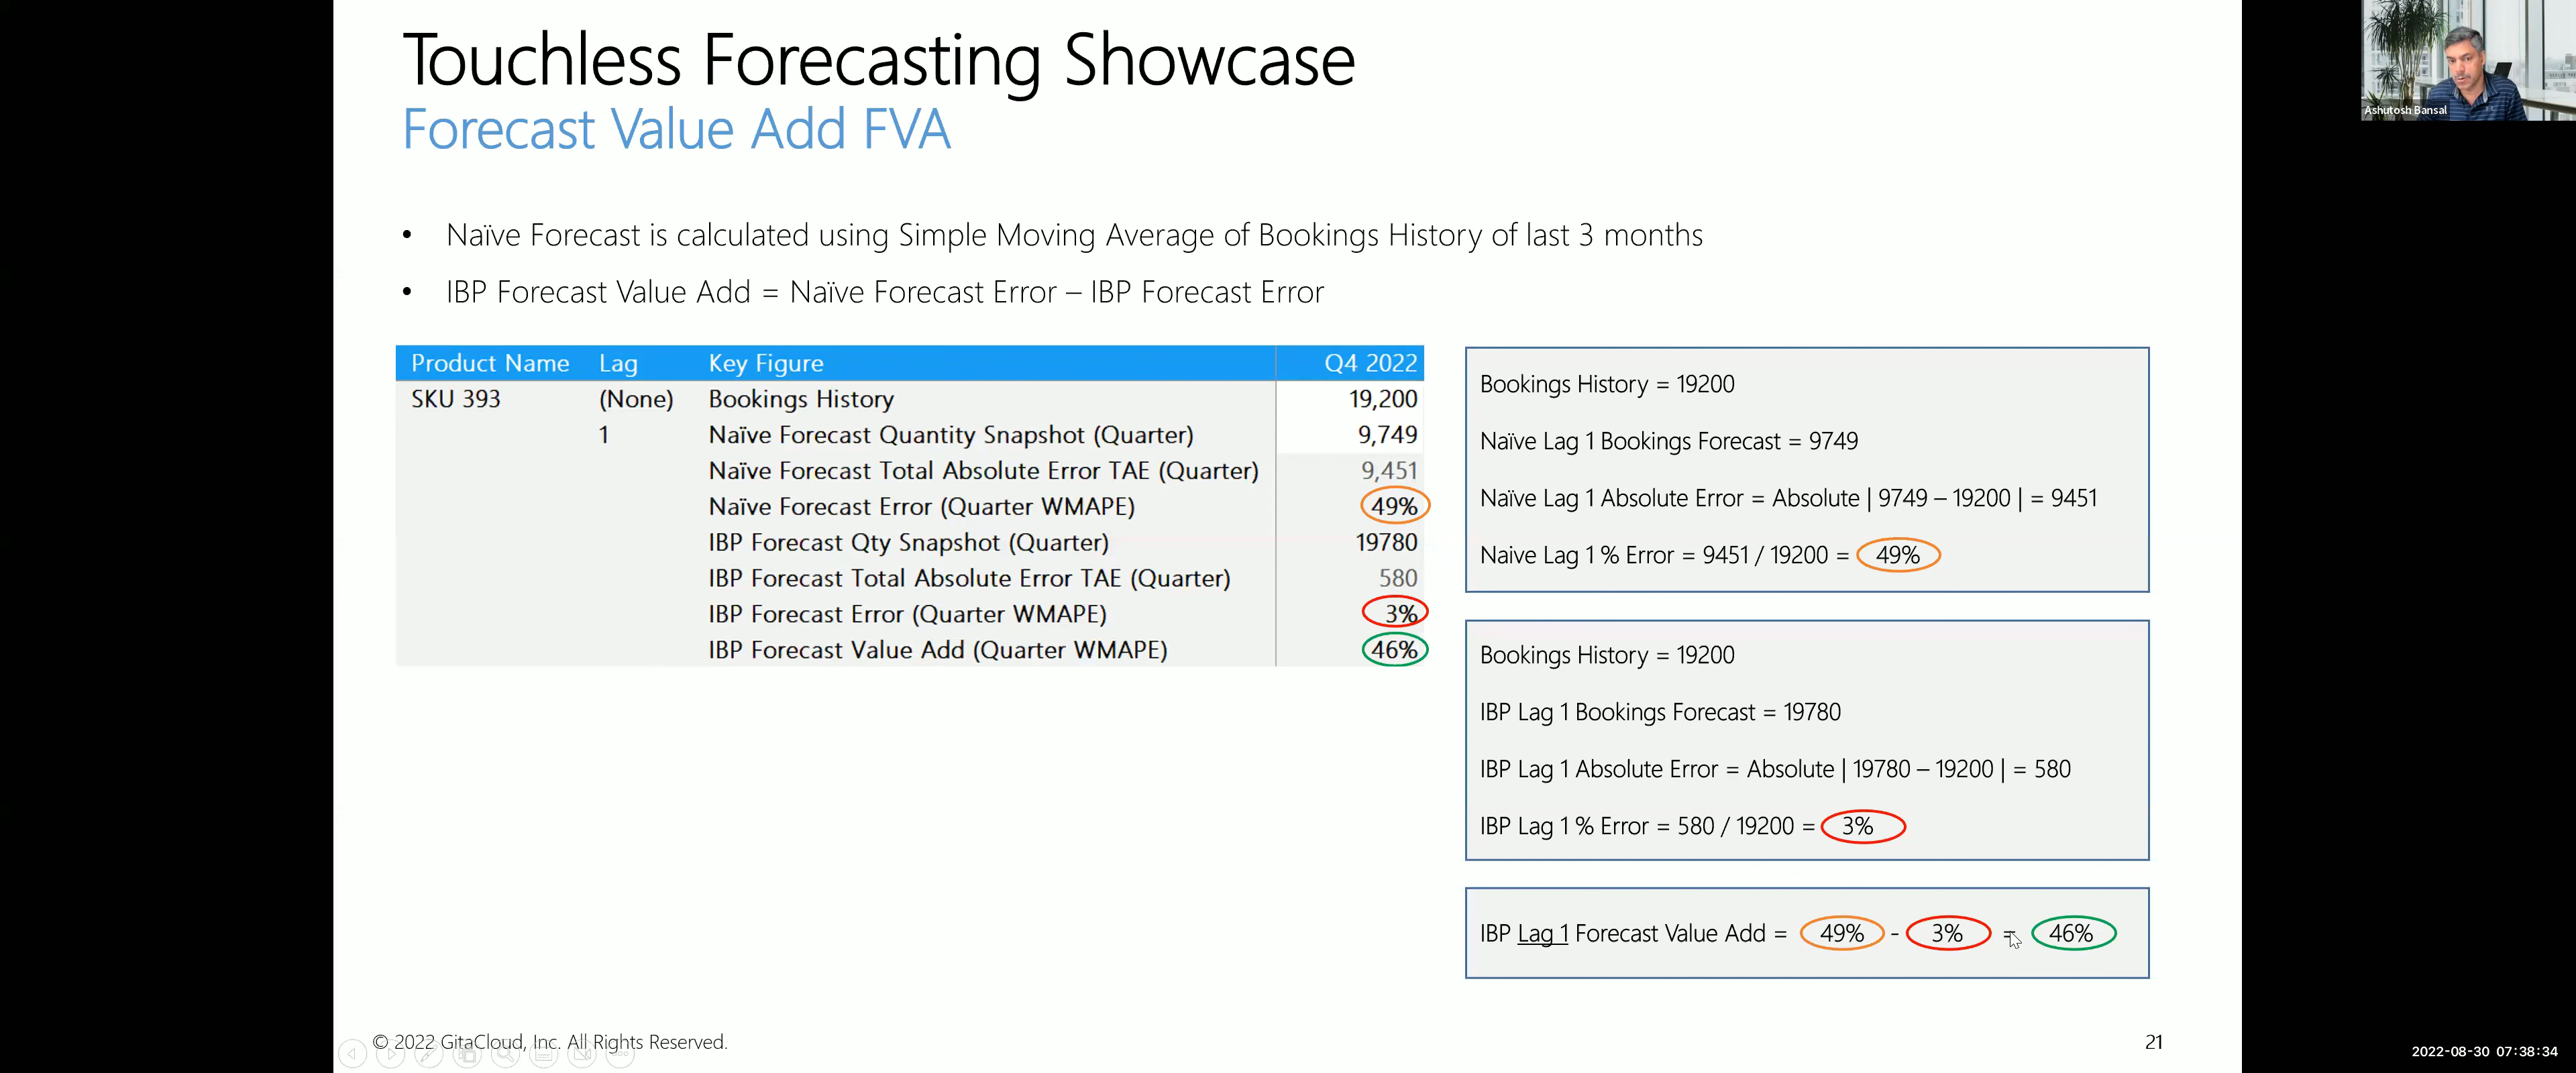 Touchless Forecasting Showcase
Forecast Value Add FVA
Ashutosh Bansal
• Naïve Forecast is calculated using Simple Moving Average of Bookings History of last 3 months
• IBP Forecast Value Add = Naïve Forecast Error – IBP Forecast Error
Product Name Lag Key Figure Q4 2022
SKU 393 (None) Bookings History 19,200
1 Naïve Forecast Quantity Snapshot (Quarter) 9,749
Naïve Forecast Total Absolute Error TAE (Quarter) 9,451
Naïve Forecast Error (Quarter WMAPE) 49%
IBP Forecast Qty Snapshot (Quarter) 19780
IBP Forecast Total Absolute Error TAE (Quarter) 580
IBP Forecast Error (Quarter WMAPE) 3%
IBP Forecast Value Add (Quarter WMAPE) 46%
Bookings History = 19200
Naïve Lag 1 Bookings Forecast = 9749
Naïve Lag 1 Absolute Error = Absolute | 9749 – 19200 | = 9451
Naive Lag 1 % Error = 9451 / 19200 = 49%
Bookings History = 19200
IBP Lag 1 Bookings Forecast = 19780
IBP Lag 1 Absolute Error = Absolute | 19780 – 19200 | = 580
IBP Lag 1 % Error = 580 / 19200 = 3%
IBP Lag 1 Forecast Value Add = 49% - 3% = 46%
© 2022 GitaCloud, Inc. All Rights Reserved.
21
2022-08-30 07:38:34